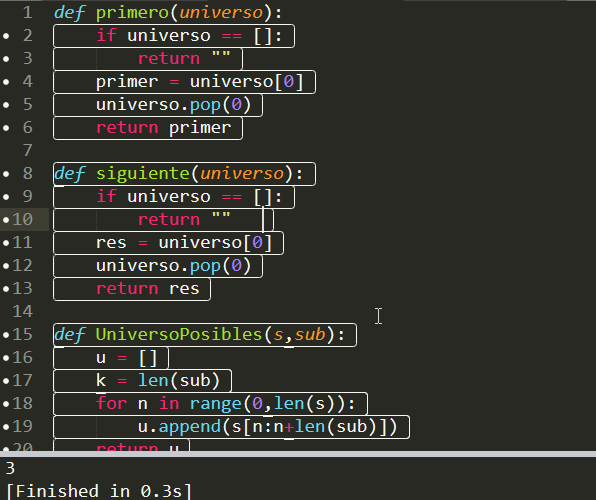 1 def primero(universo):
2 if universo == []:
3 return ""
4 primer = universo[0]
5 universo.pop(0)
6 return primer
7
8 def siguiente(universo):
9 if universo == []:
10 return ""
11 res = universo[0]
12 universo.pop(0)
13 return res
14
15 def UniversoPosibles(s,sub):
16 u = []
17 k = len(sub)
18 for n in range(0,len(s)):
19 u.append(s[n:n+len(sub)])
20 return u
3
[Finished in 0.3s]